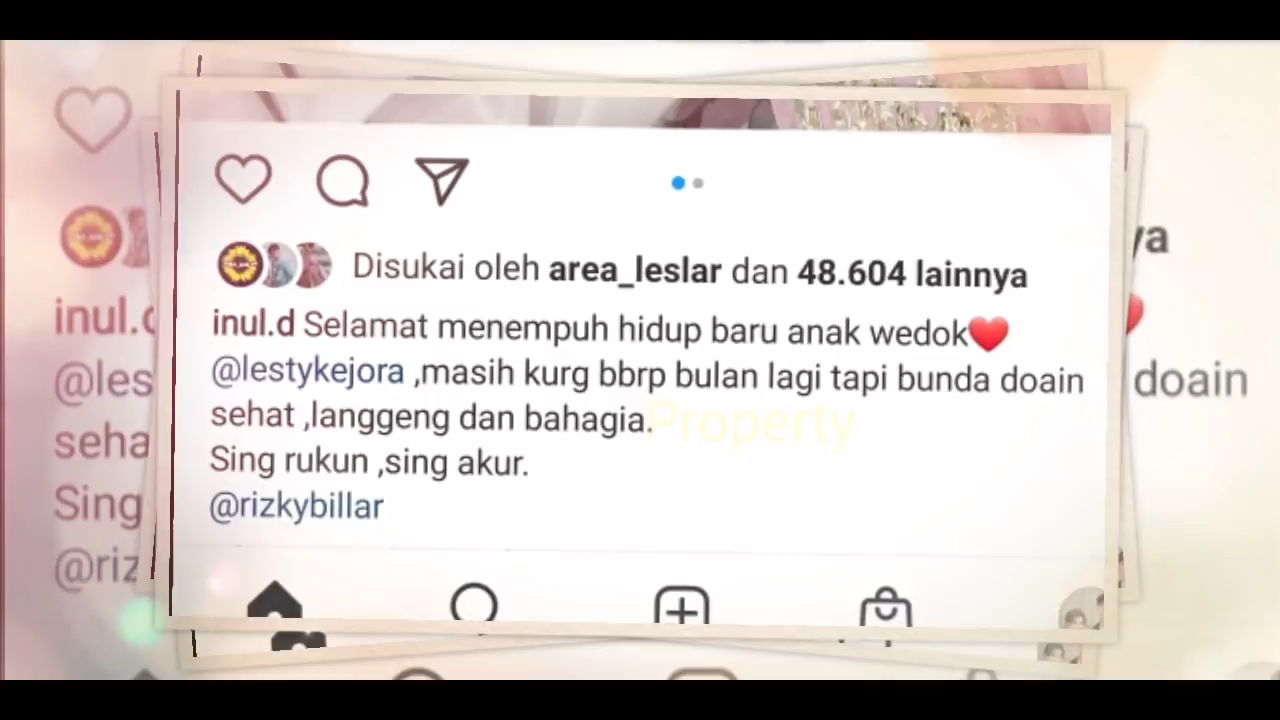 Disukai oleh area_leslar dan 48.604 lainnya
inul.d Selamat menempuh hidup baru anak wedok❤️
@lestykejora ,masih kurg bbrp bulan lagi tapi bunda doain
sehat ,langgeng dan bahagia.
Sing rukun ,sing akur.
@rizkybillar
Property